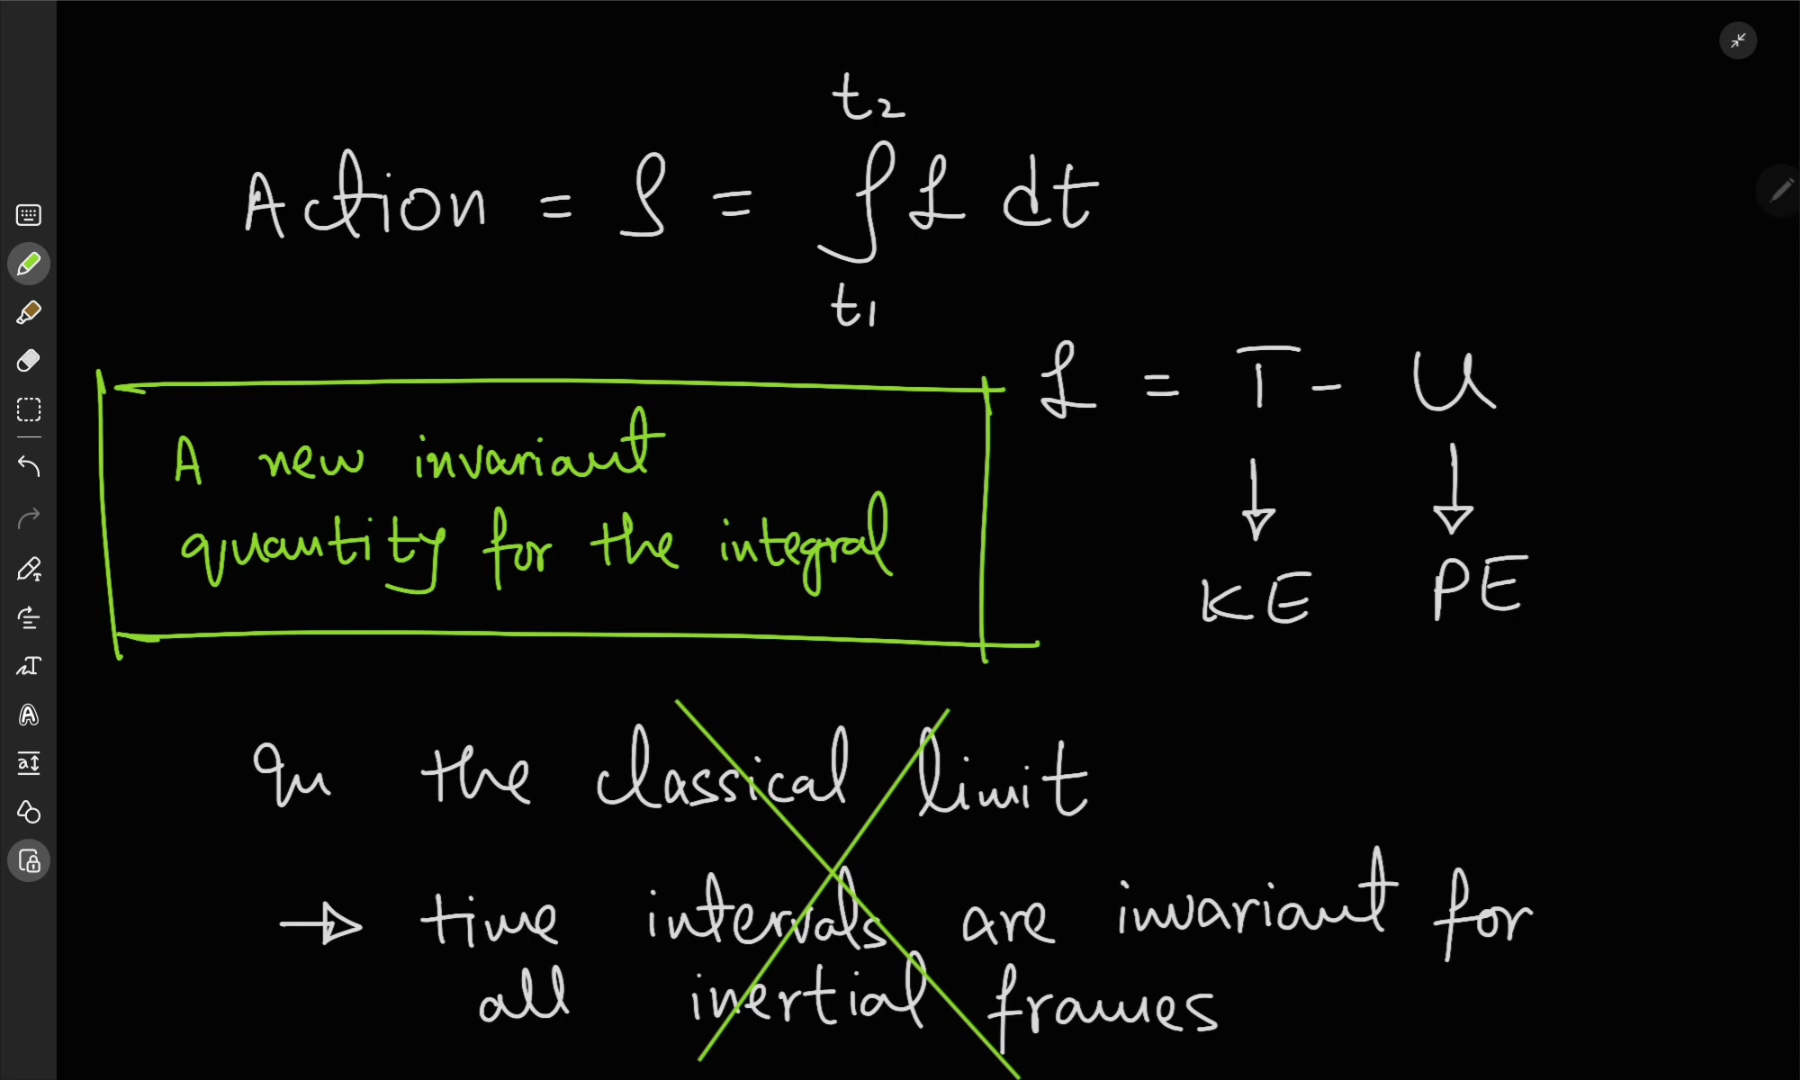 t2
Action = S = ∫ L dt
t1
L = T - U
A new invariant
quantity for the integral
KE PE
In the classical limit
→ time intervals are invariant for
all inertial frames